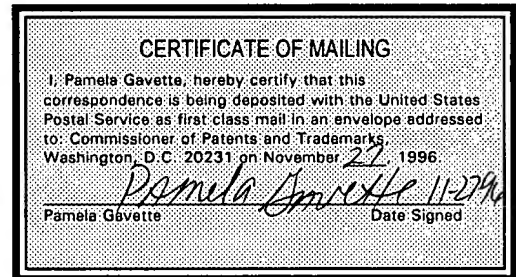 CERTIFICATE OF MAILING
I, Pamela Gavette, hereby certify that this
correspondence is being deposited with the United States
Postal Service as first class mail in an envelope addressed
to: Commissioner of Patents and Trademarks,
Washington, D.C. 20231 on November 27, 1996.
Pamela Gavette 11-27-96
Pamela Gavette Date Signed